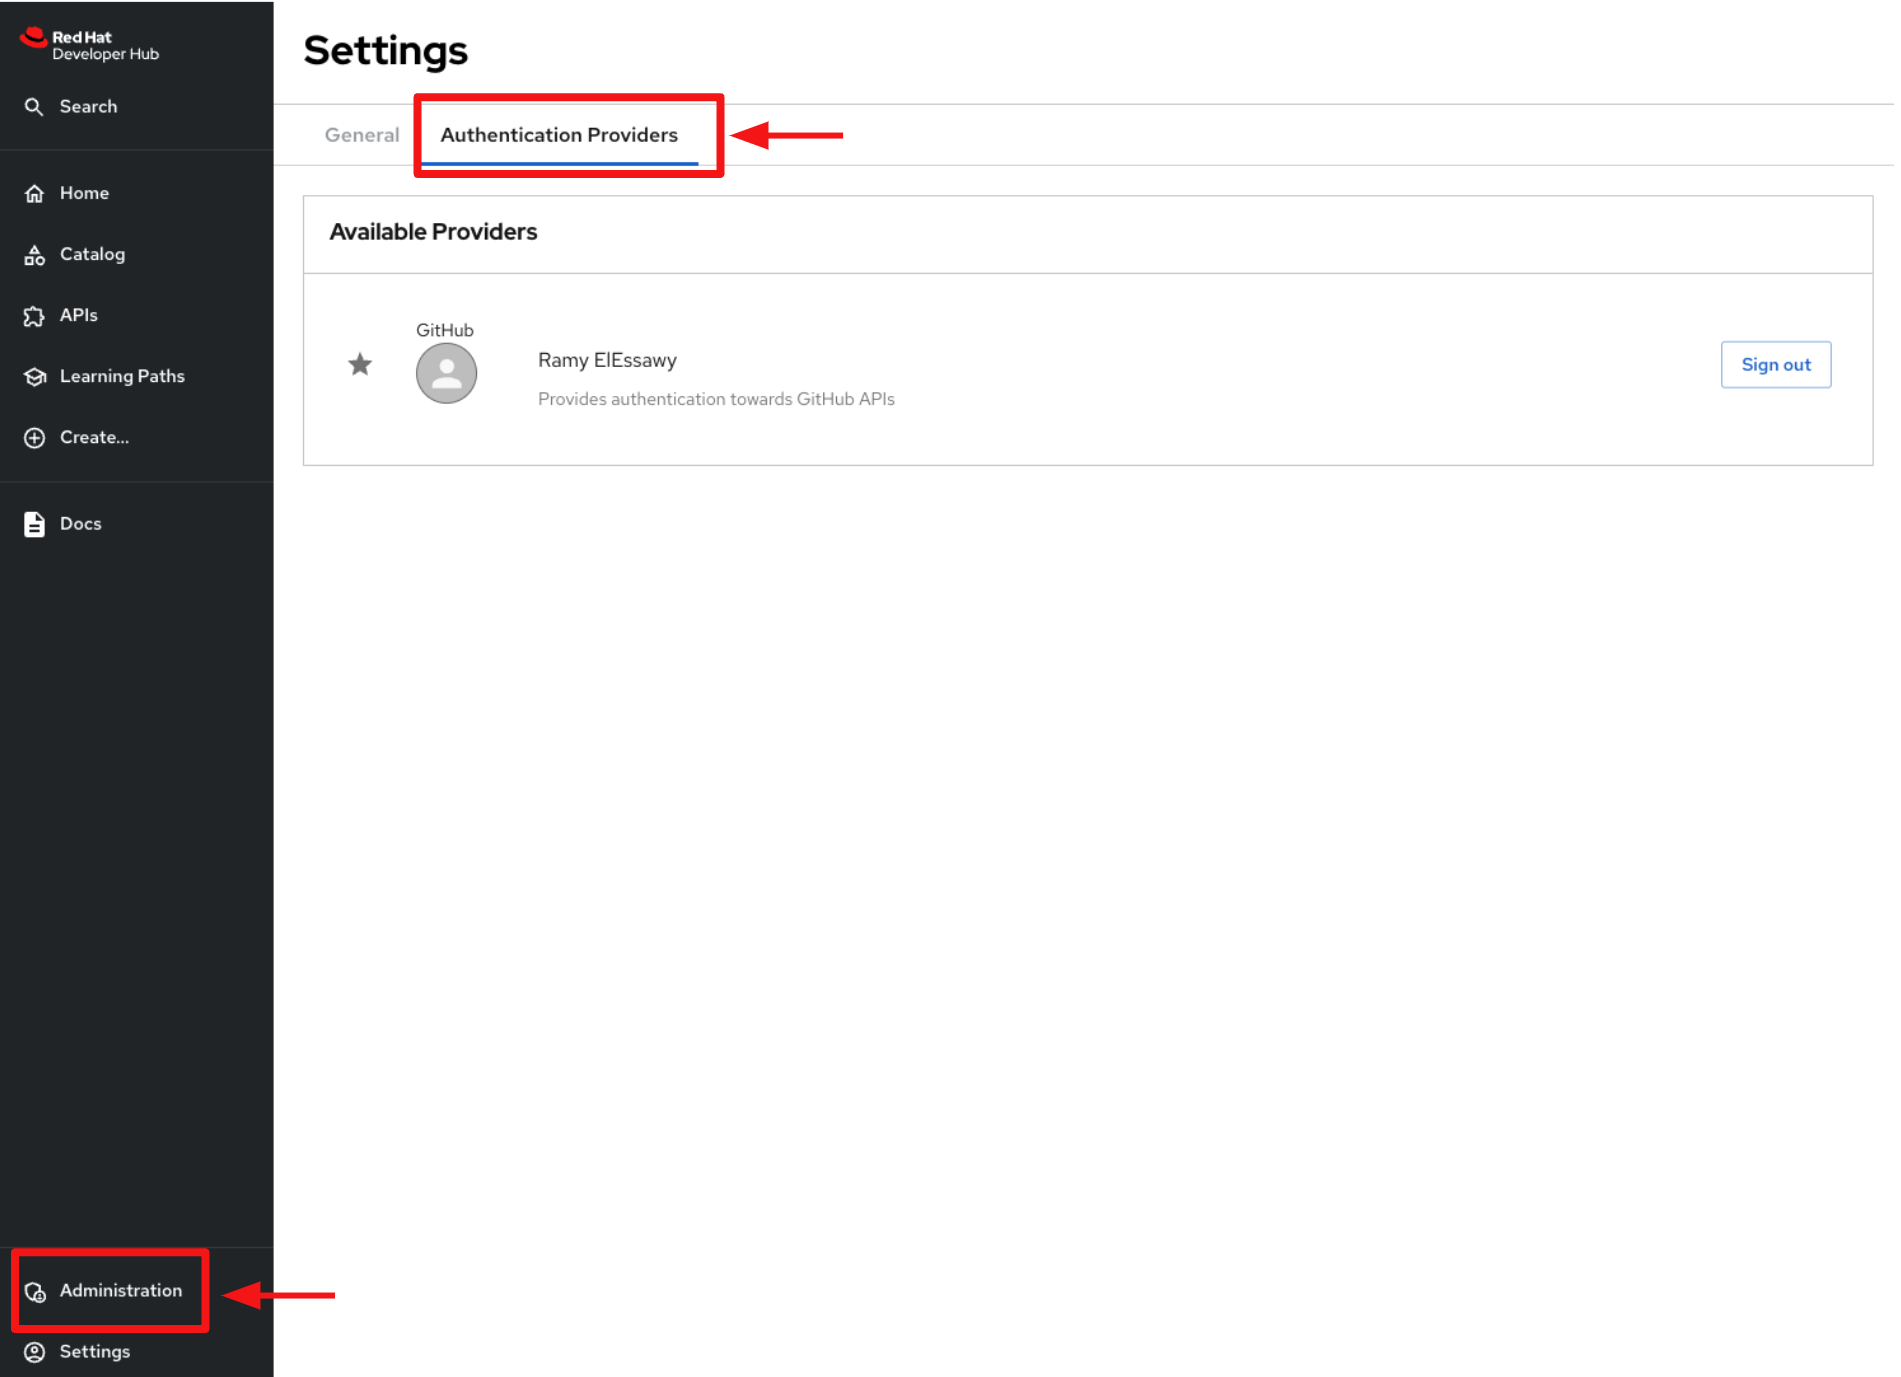 Red Hat
Developer Hub
Search
Home
Catalog
APIs
Learning Paths
Create...
Docs
Administration
Settings
Settings
General
Authentication Providers
Available Providers
GitHub
Ramy ElEssawy
Provides authentication towards GitHub APIs
Sign out